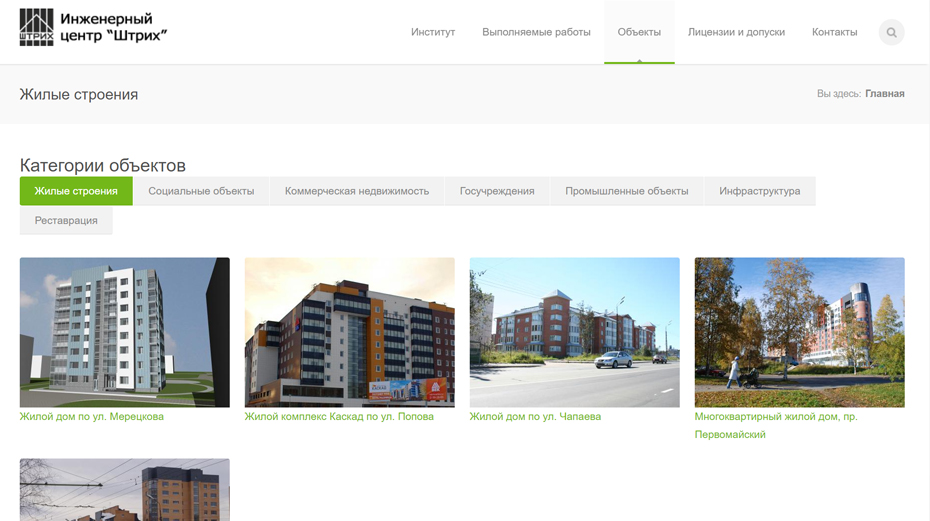 Инженерный
центр “Штрих”
ШТРИХ
Институт Выполняемые работы Объекты Лицензии и допуски Контакты
Жилые строения
Вы здесь: Главная
Категории объектов
Жилые строения Социальные объекты Коммерческая недвижимость Госучреждения Промышленные объекты Инфраструктура
Реставрация
Жилой дом по ул. Мерецкова
Жилой комплекс Каскад по ул. Попова
Жилой дом по ул. Чапаева
Многоквартирный жилой дом, пр.
Первомайский